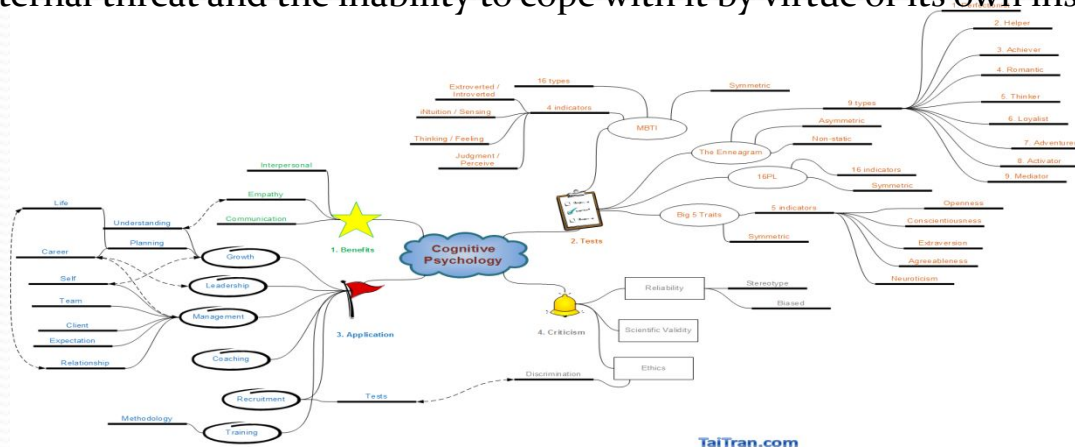 ternal threat and the inability to cope with it by virtue of its own ins
2. Helper
3. Achiever
4. Romantic
5. Thinker
6. Loyalist
7. Adventurer
8. Activator
9. Mediator
9 types
Asymmetric
Non-static
The Enneagram
16 types
Symmetric
Extroverted /
Introverted
4 indicators
iNtuition / Sensing
MBTI
Thinking / Feeling
Judgment /
Perceive
16PL
16 indicators
Symmetric
Big 5 Traits
5 indicators
Symmetric
Openness
Conscientiousness
Extraversion
Agreeableness
Neuroticism
2. Tests
Interpersonal
Empathy
Communication
1. Benefits
Cognitive
Psychology
Life
Understanding
Planning
Career
Growth
Self
Leadership
Team
Management
Client
Expectation
Relationship
3. Application
Coaching
Recruitment
Tests
Methodology
Training
4. Criticism
Reliability
Stereotype
Biased
Scientific Validity
Ethics
Discrimination
TaiTran.com